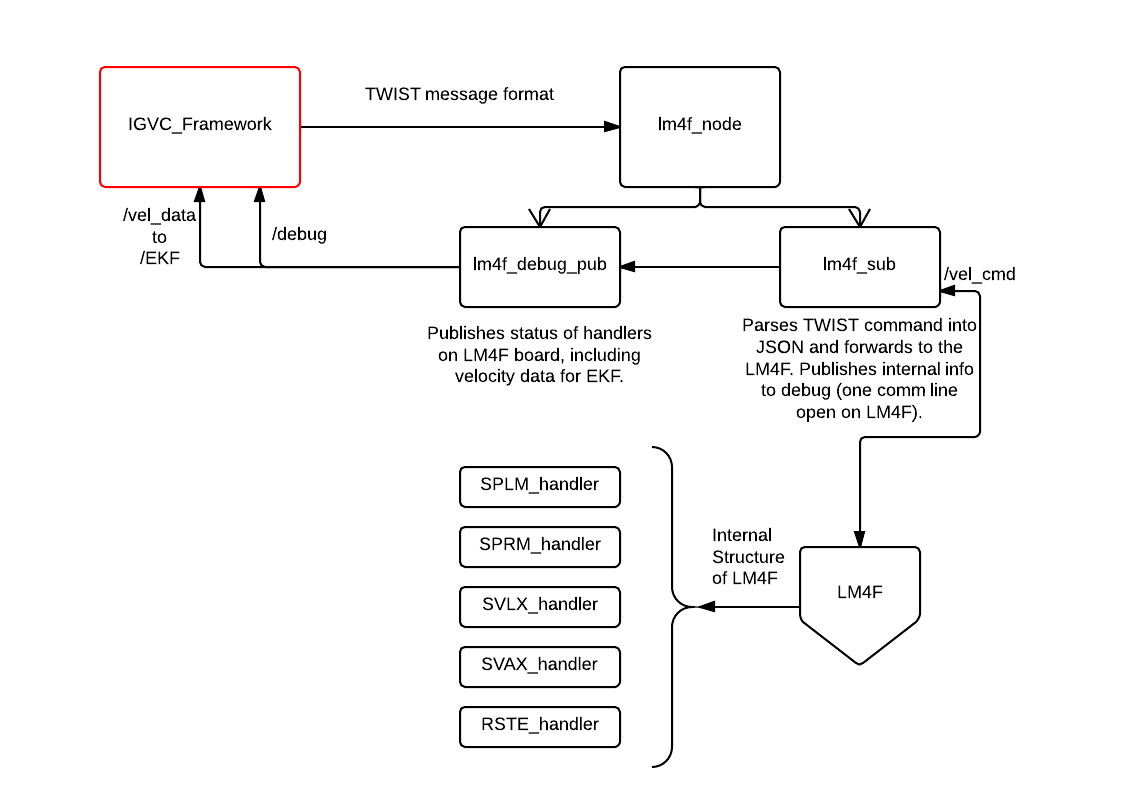 TWIST message format
IGVC_Framework
lm4f_node
/vel_data
to
/EKF
/debug
lm4f_debug_pub
lm4f_sub
/vel_cmd
Publishes status of handlers
on LM4F board, including
velocity data for EKF.
Parses TWIST command into
JSON and forwards to the
LM4F. Publishes internal info
to debug (one comm line
open on LM4F).
SPLM_handler
SPRM_handler
SVLX_handler
SVAX_handler
RSTE_handler
Internal
Structure
of LM4F
LM4F